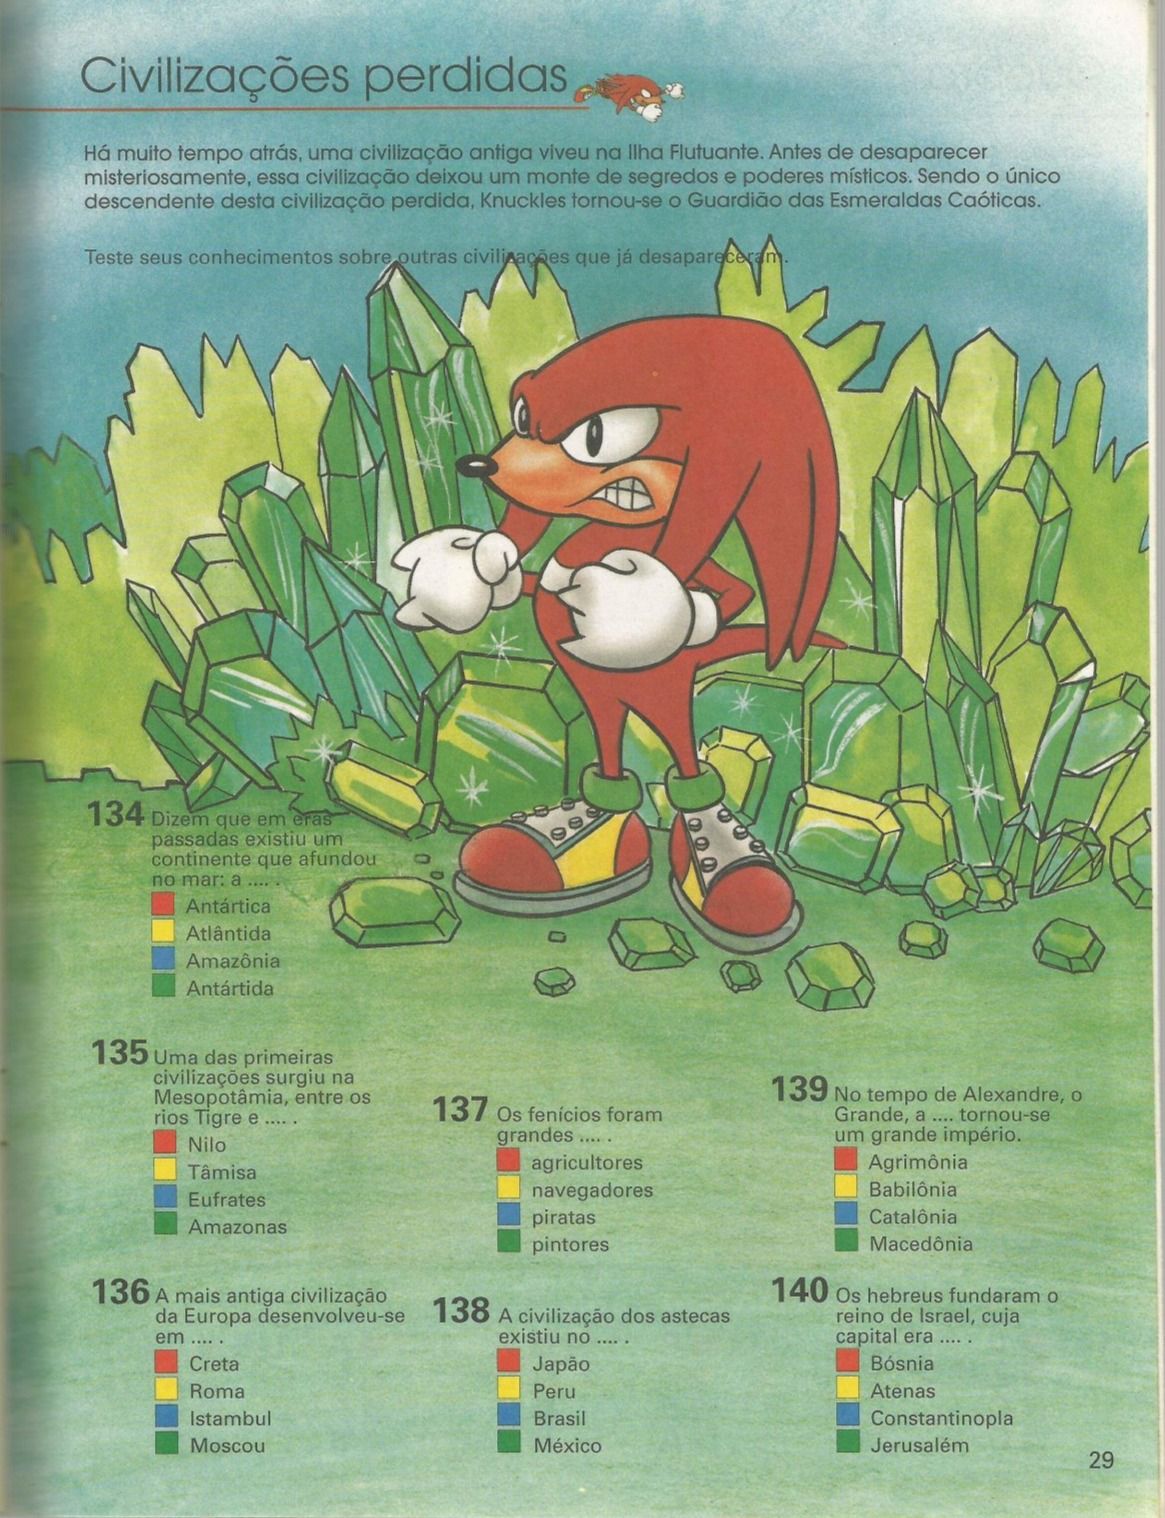 Civilizações perdidas
Há muito tempo atrás, uma civilização antiga viveu na Ilha Flutuante. Antes de desaparecer
misteriosamente, essa civilização deixou um monte de segredos e poderes místicos. Sendo o único
descendente desta civilização perdida, Knuckles tornou-se o Guardião das Esmeraldas Caóticas.
Teste seus conhecimentos sobre outras civilizações que já desapareceram.
134 Dizem que em eras
passadas existiu um
continente que afundou
no mar: a .... .
Antártica
Atlântida
Amazônia
Antártida
135 Uma das primeiras
civilizações surgiu na
Mesopotâmia, entre os
rios Tigre e .... .
Nilo
Tâmisa
Eufrates
Amazonas
136 A mais antiga civilização
da Europa desenvolveu-se
em .... .
Creta
Roma
Istambul
Moscou
137 Os fenícios foram
grandes .... .
agricultores
navegadores
piratas
pintores
138 A civilização dos astecas
existiu no .... .
Japão
Peru
Brasil
México
139 No tempo de Alexandre, o
Grande, a .... tornou-se
um grande império.
Agrimônia
Babilônia
Catalônia
Macedônia
140 Os hebreus fundaram o
reino de Israel, cuja
capital era .... .
Bósnia
Atenas
Constantinopla
Jerusalém
29